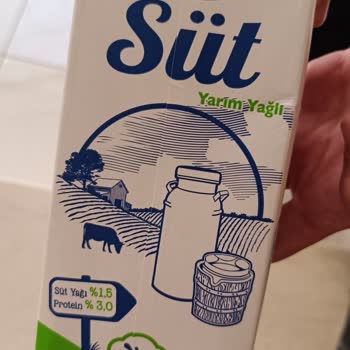 Süt
Yarım Yağlı
Süt Yağı %1,5
Protein % 3,0